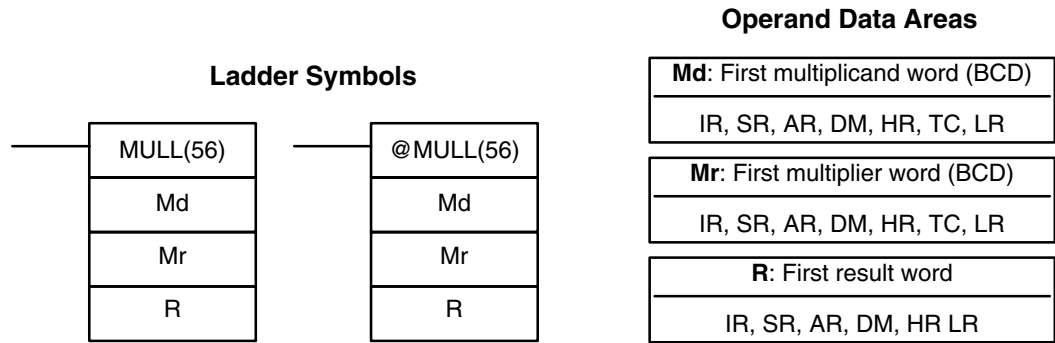 Ladder Symbols
MULL(56)
Md
Mr
R
@MULL(56)
Md
Mr
R
Operand Data Areas
Md: First multiplicand word (BCD)
IR, SR, AR, DM, HR, TC, LR
Mr: First multiplier word (BCD)
IR, SR, AR, DM, HR, TC, LR
R: First result word
IR, SR, AR, DM, HR LR